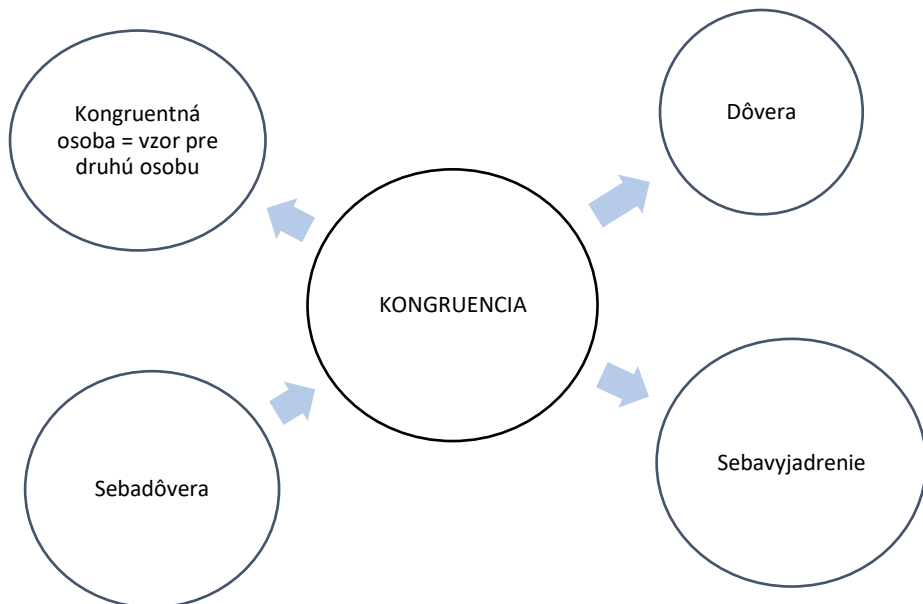 Kongruentná
osoba = vzor pre
druhú osobu
Dôvera
KONGRUENCIA
Sebadôvera
Sebavyjadrenie